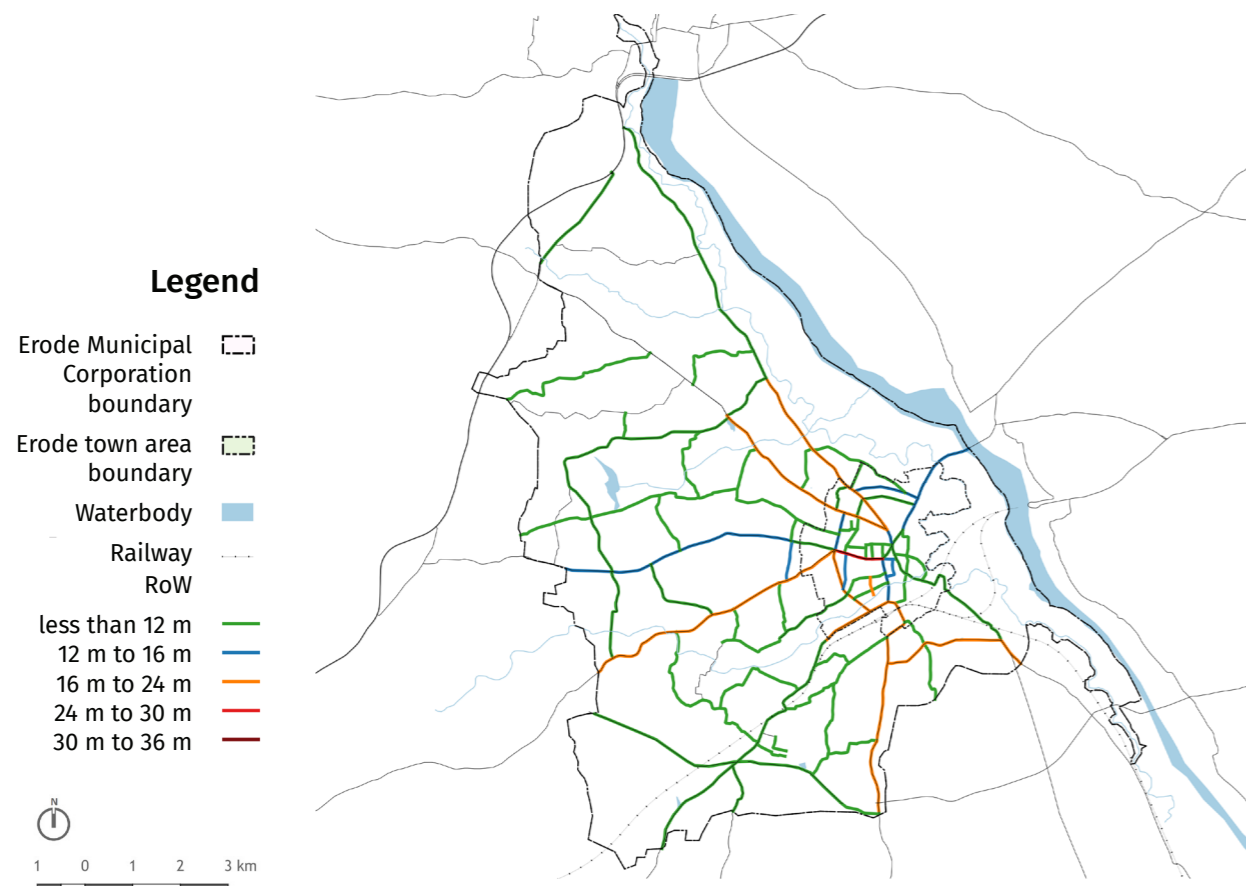 Legend
Erode Municipal
Corporation
boundary
Erode town area
boundary
Waterbody
Railway
RoW
less than 12 m
12 m to 16 m
16 m to 24 m
24 m to 30 m
30 m to 36 m
N
1 0 1 2 3 km